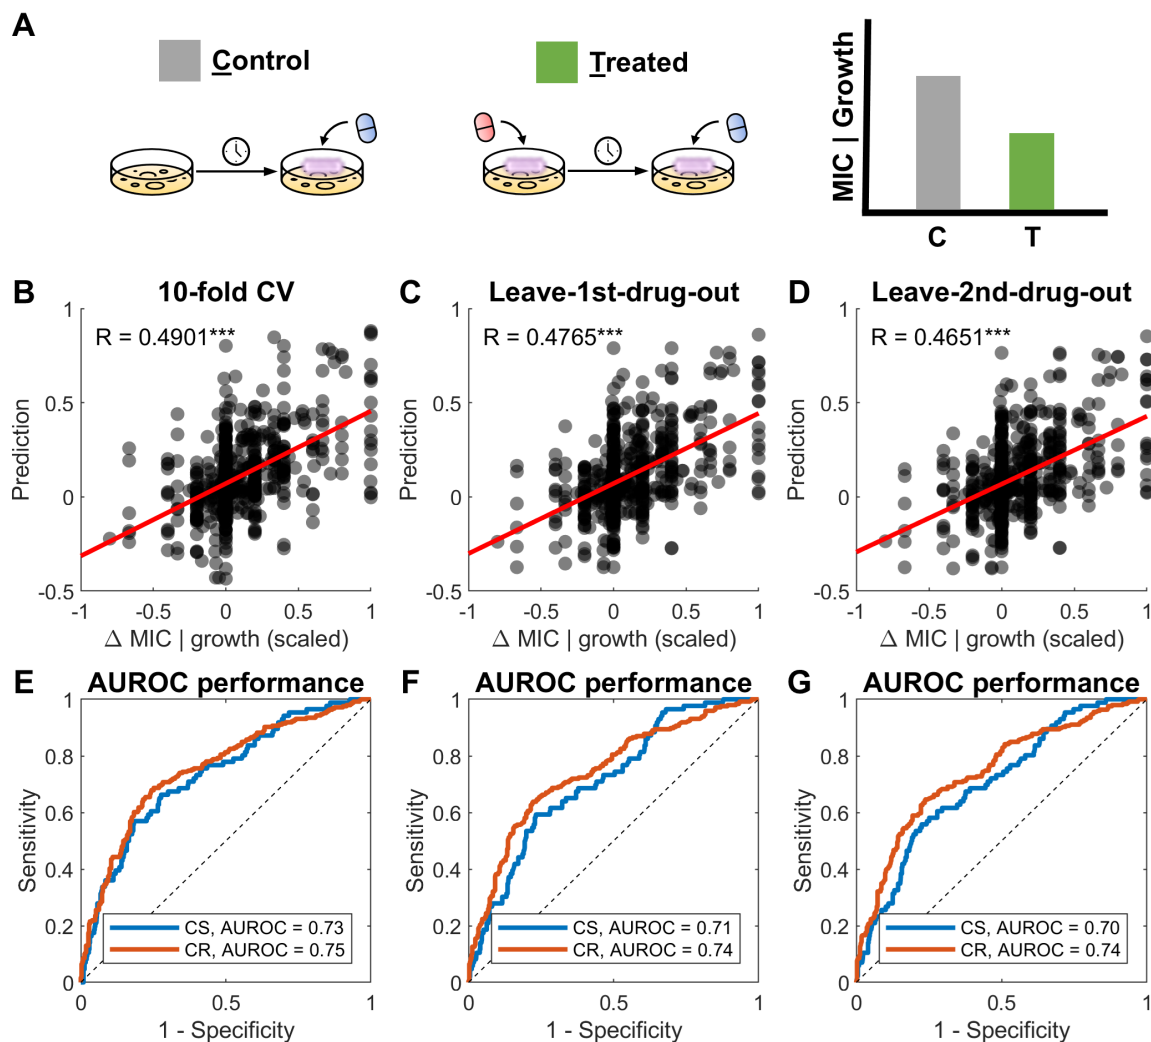 A
Control
Treated
MIC | Growth
C
T
B
10-fold CV
R = 0.4901***
Prediction
1
0.5
0
-0.5
-1
-0.5
0
0.5
1
Δ MIC | growth (scaled)
C
Leave-1st-drug-out
R = 0.4765***
Prediction
1
0.5
0
-0.5
-1
-0.5
0
0.5
1
Δ MIC | growth (scaled)
D
Leave-2nd-drug-out
R = 0.4651***
Prediction
1
0.5
0
-0.5
-1
-0.5
0
0.5
1
Δ MIC | growth (scaled)
E
AUROC performance
Sensitivity
1
0.8
0.6
0.4
0.2
0
CS, AUROC = 0.73
CR, AUROC = 0.75
0
0.5
1
1 - Specificity
F
AUROC performance
Sensitivity
1
0.8
0.6
0.4
0.2
0
CS, AUROC = 0.71
CR, AUROC = 0.74
0
0.5
1
1 - Specificity
G
AUROC performance
Sensitivity
1
0.8
0.6
0.4
0.2
0
CS, AUROC = 0.70
CR, AUROC = 0.74
0
0.5
1
1 - Specificity